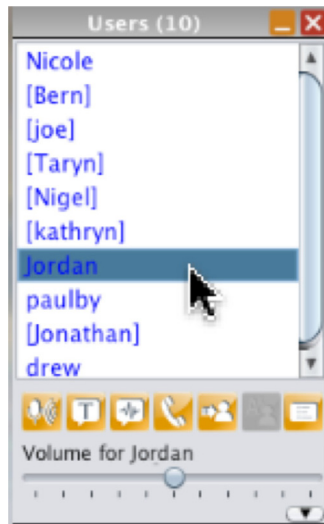 Users (10)
Nicole
[Bern]
[joe]
[Taryn]
[Nigel]
[kathryn]
Jordan
paulby
[Jonathan]
drew
T
Volume for Jordan